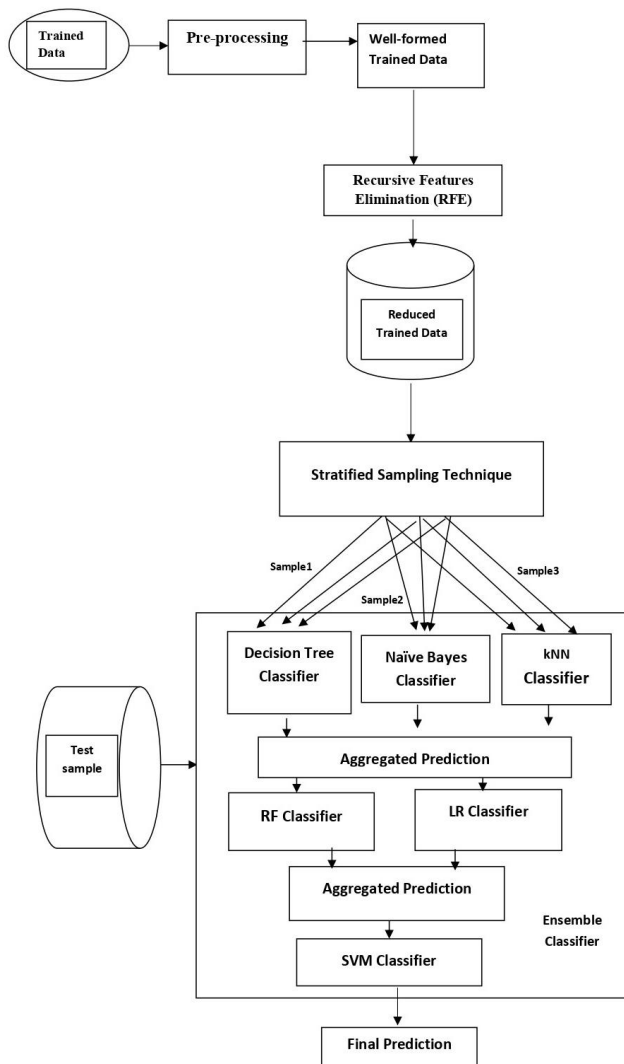 Trained
Data
Pre-processing
Well-formed
Trained Data
Recursive Features
Elimination (RFE)
Reduced
Trained Data
Stratified Sampling Technique
Sample1
Sample2
Sample3
Decision Tree
Classifier
Naïve Bayes
Classifier
kNN
Classifier
Test
sample
Aggregated Prediction
RF Classifier
LR Classifier
Aggregated Prediction
Ensemble
Classifier
SVM Classifier
Final Prediction